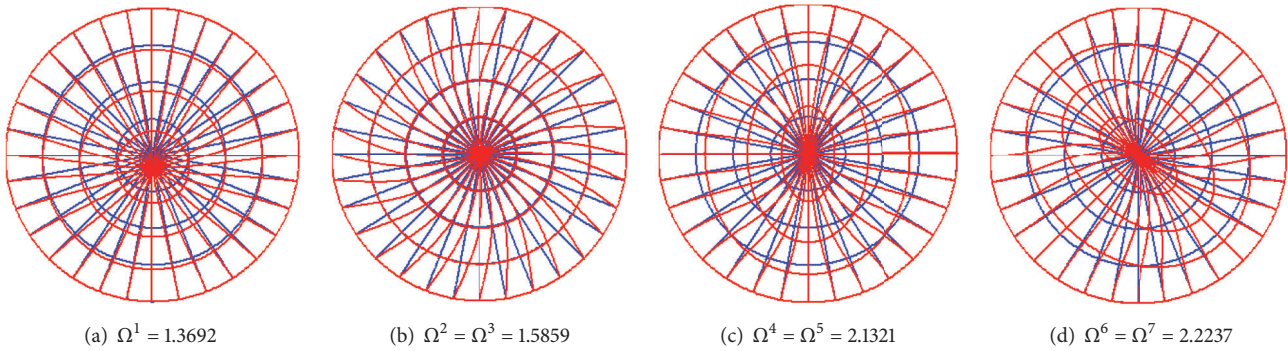 (a) Ω¹ = 1.3692
(b) Ω² = Ω³ = 1.5859
(c) Ω⁴ = Ω⁵ = 2.1321
(d) Ω⁶ = Ω⁷ = 2.2237